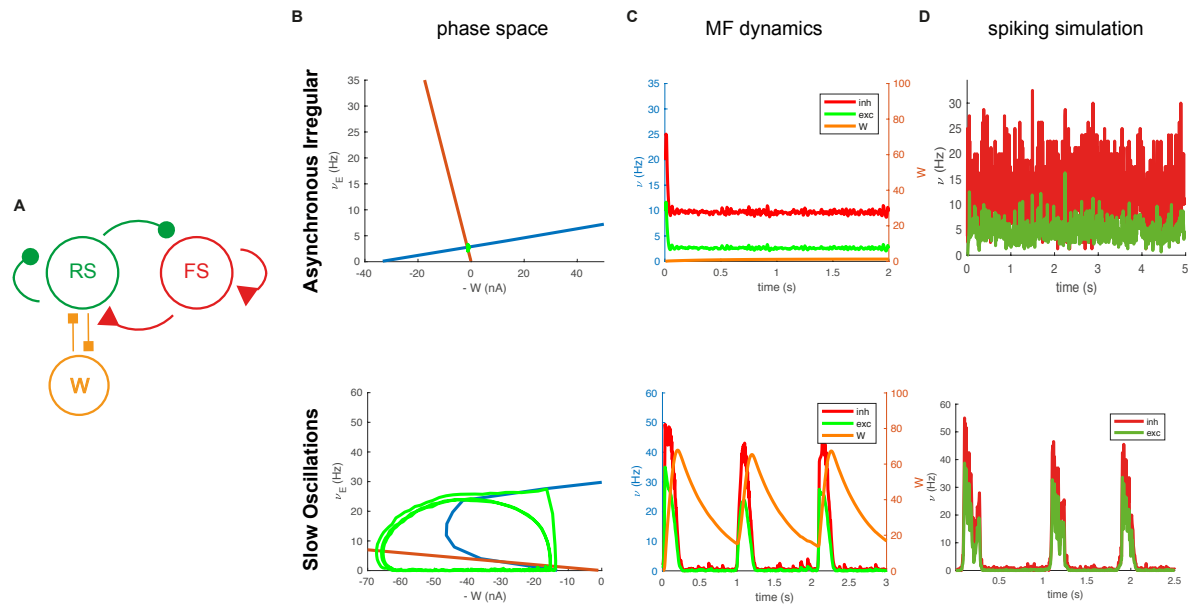 A
RS
FS
W
B
phase space
C
MF dynamics
D
spiking simulation
Asynchronous Irregular
ν_E (Hz)
35
30
25
20
15
10
5
0
-40 -20 0 20 40
- W (nA)
ν (Hz)
35
30
25
20
15
10
5
0
inh
exc
W
100
80
60
40
20
0
W
0 0.5 1 1.5 2
time (s)
ν (Hz)
30
25
20
15
10
5
0
0 1 2 3 4 5
time (s)
Slow Oscillations
ν_E (Hz)
60
50
40
30
20
10
0
-70 -60 -50 -40 -30 -20 -10 0
- W (nA)
ν (Hz)
60
50
40
30
20
10
0
inh
exc
W
100
80
60
40
20
0
W
0 0.5 1 1.5 2 2.5 3
time (s)
ν (Hz)
60
50
40
30
20
10
0
inh
exc
0.5 1 1.5 2 2.5
time (s)